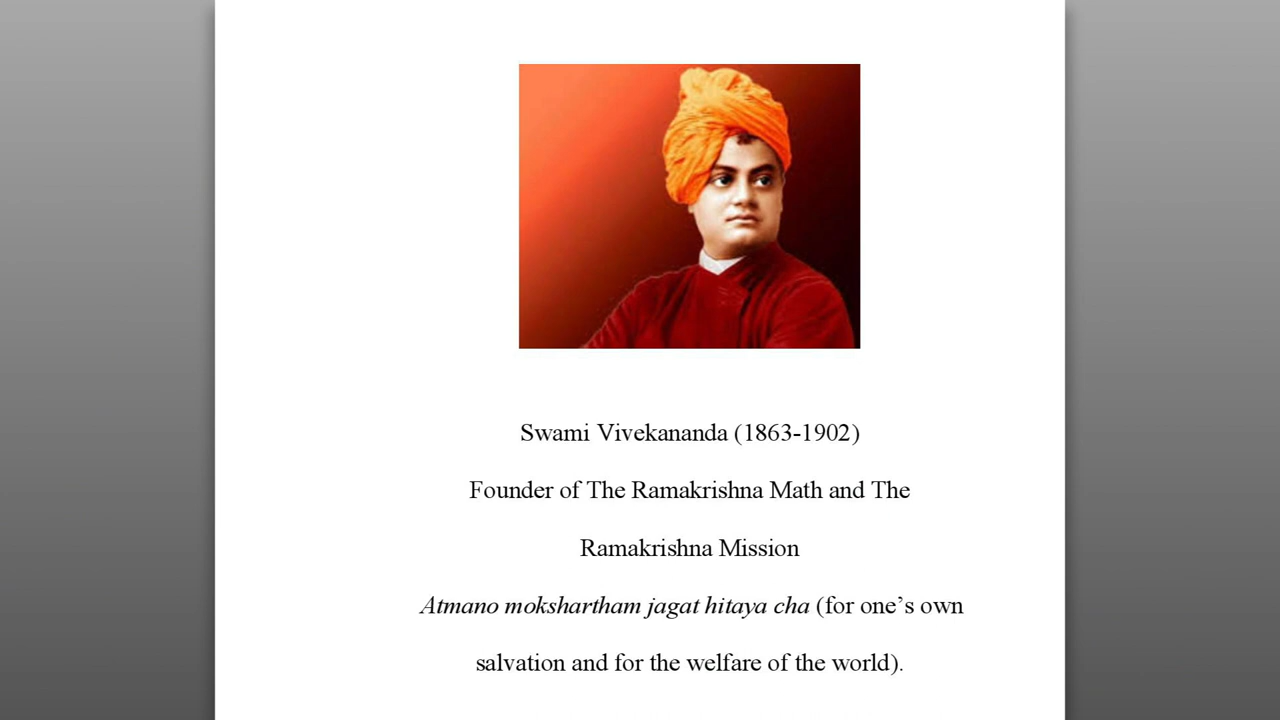 Swami Vivekananda (1863-1902)
Founder of The Ramakrishna Math and The
Ramakrishna Mission
Atmano mokshartham jagat hitaya cha (for one’s own
salvation and for the welfare of the world).